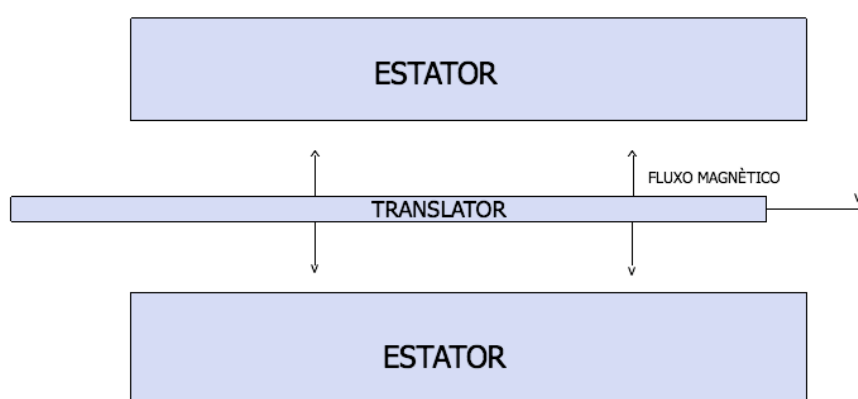 ESTATOR
FLUXO MAGNÈTICO
TRANSLATOR
v
ESTATOR